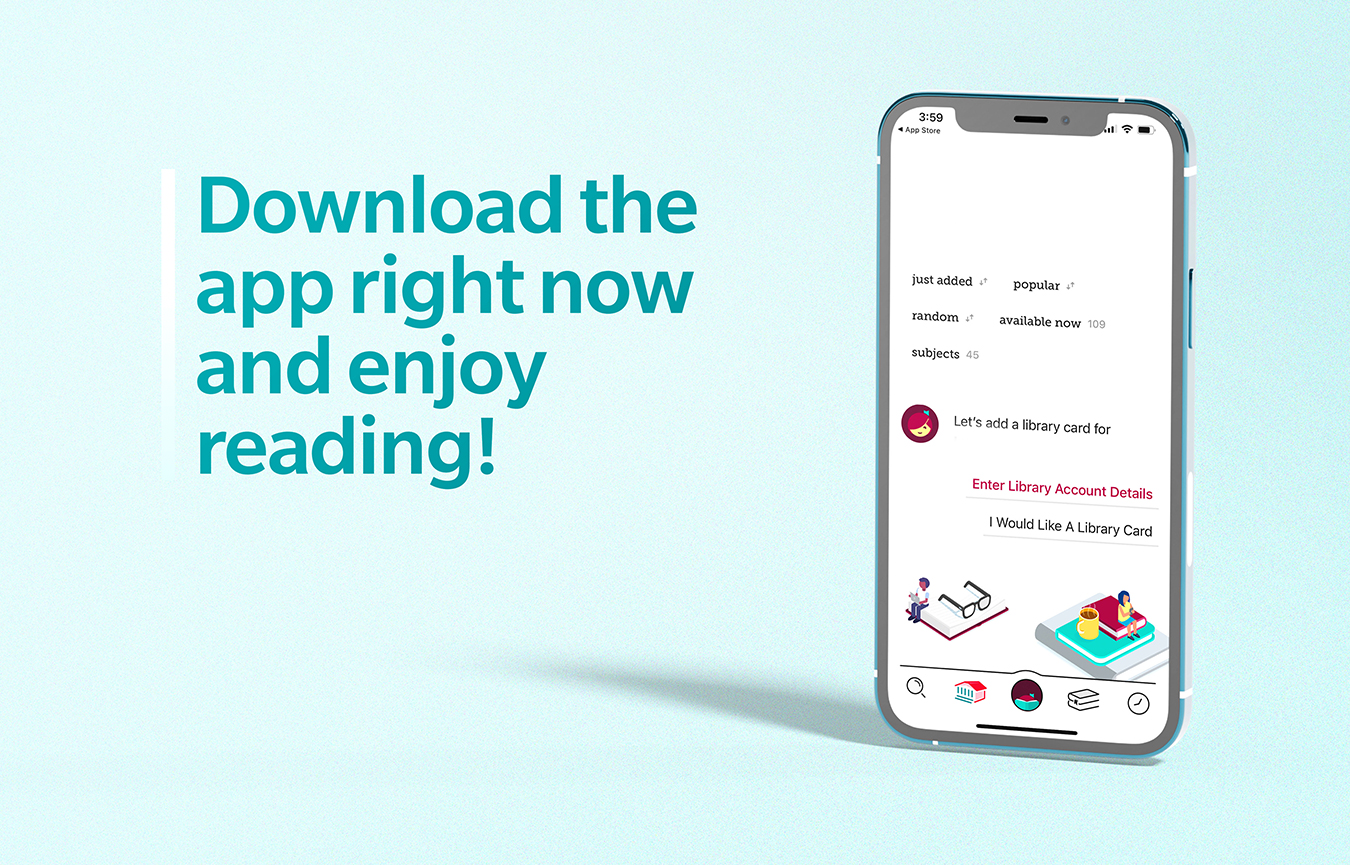 Download the
app right now
and enjoy
reading!
3:59
◄ App Store
just added ↓↑ popular ↓↑
random ↓↑ available now 109
subjects 45
Let's add a library card for
Enter Library Account Details
I Would Like A Library Card